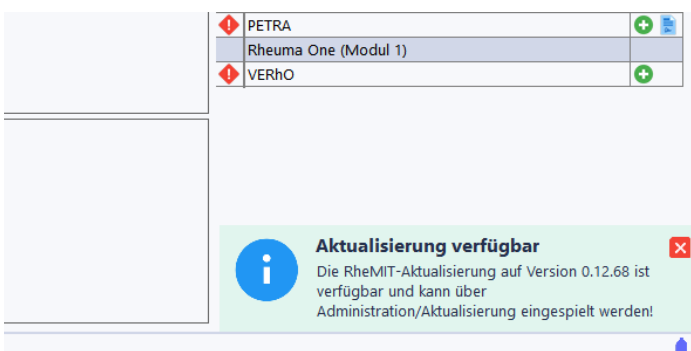 PETRA
Rheuma One (Modul 1)
VERhO
Aktualisierung verfügbar
Die RheMIT-Aktualisierung auf Version 0.12.68 ist
verfügbar und kann über
Administration/Aktualisierung eingespielt werden!